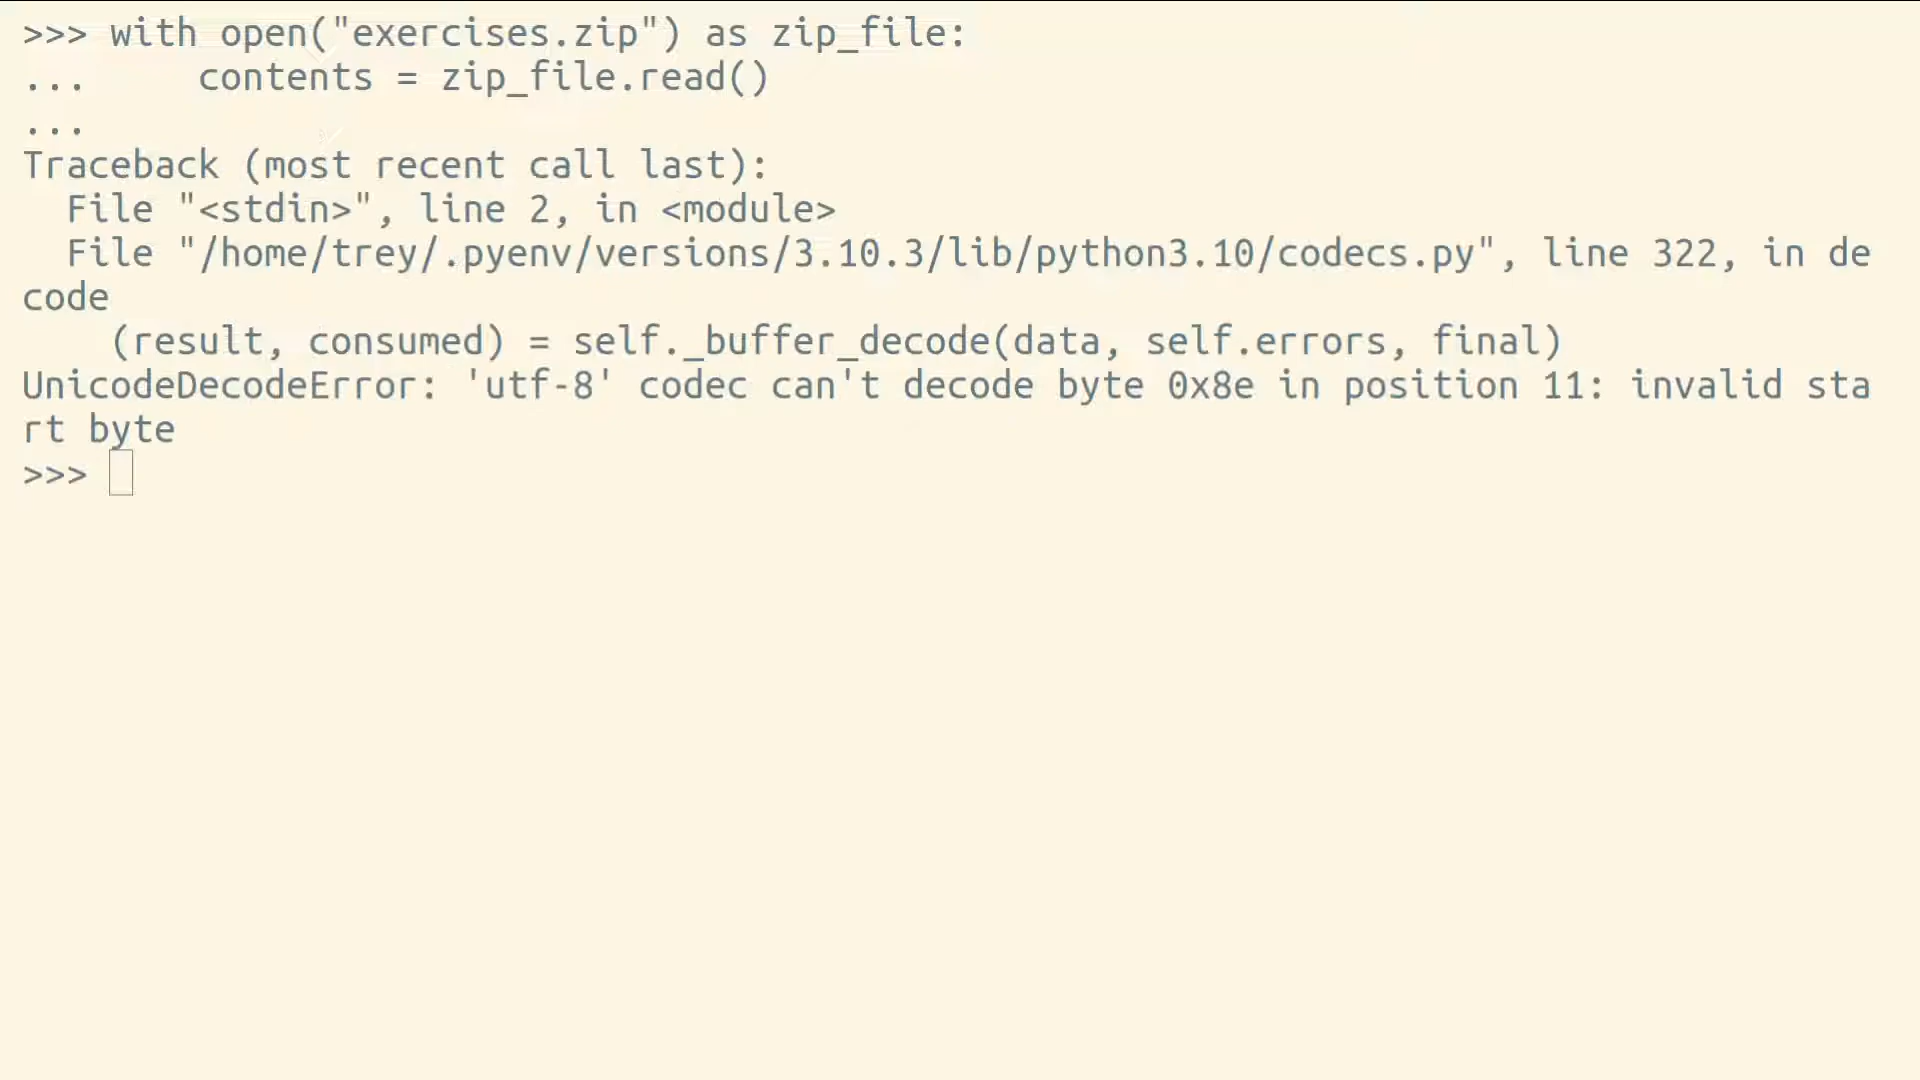 >>> with open("exercises.zip") as zip_file:
...     contents = zip_file.read()
...
Traceback (most recent call last):
  File "<stdin>", line 2, in <module>
  File "/home/trey/.pyenv/versions/3.10.3/lib/python3.10/codecs.py", line 322, in de
code
    (result, consumed) = self._buffer_decode(data, self.errors, final)
UnicodeDecodeError: 'utf-8' codec can't decode byte 0x8e in position 11: invalid sta
rt byte
>>>